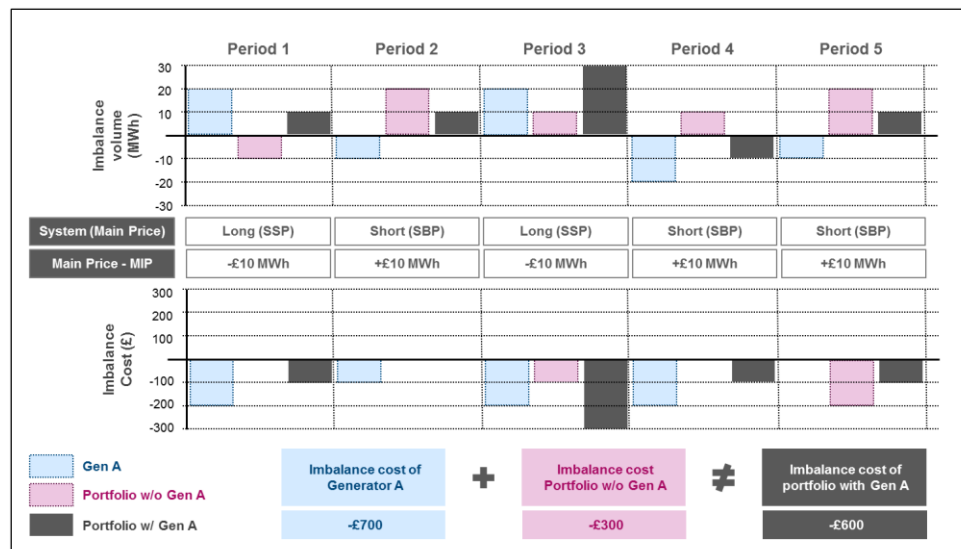 Period 1 Period 2 Period 3 Period 4 Period 5
Imbalance
volume
(MWh)
30
20
10
-10
-20
-30
System (Main Price) Long (SSP) Short (SBP) Long (SSP) Short (SBP) Short (SBP)
Main Price - MIP -£10 MWh +£10 MWh -£10 MWh +£10 MWh +£10 MWh
Imbalance
Cost (£)
300
200
100
-100
-200
-300
Gen A
Portfolio w/o Gen A
Portfolio w/ Gen A
Imbalance cost of
Generator A
-£700
+
Imbalance cost
Portfolio w/o Gen A
-£300
≠
Imbalance cost of
portfolio with Gen A
-£600